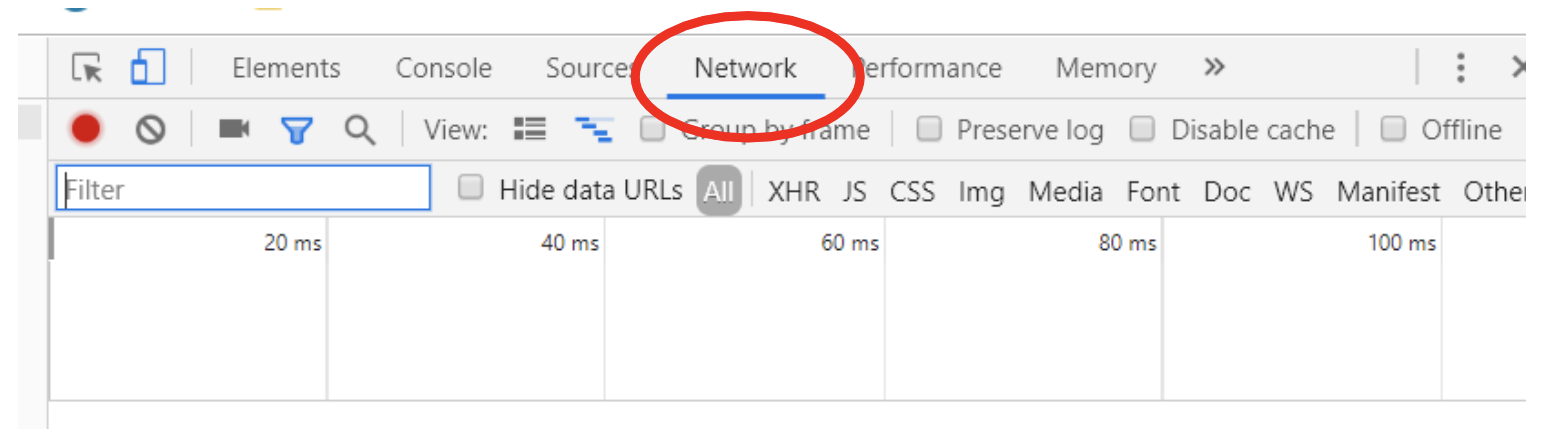 Elements Console Sources Network Performance Memory
View: Group by frame Preserve log Disable cache Offline
Filter Hide data URLs All XHR JS CSS Img Media Font Doc WS Manifest Other
20 ms 40 ms 60 ms 80 ms 100 ms